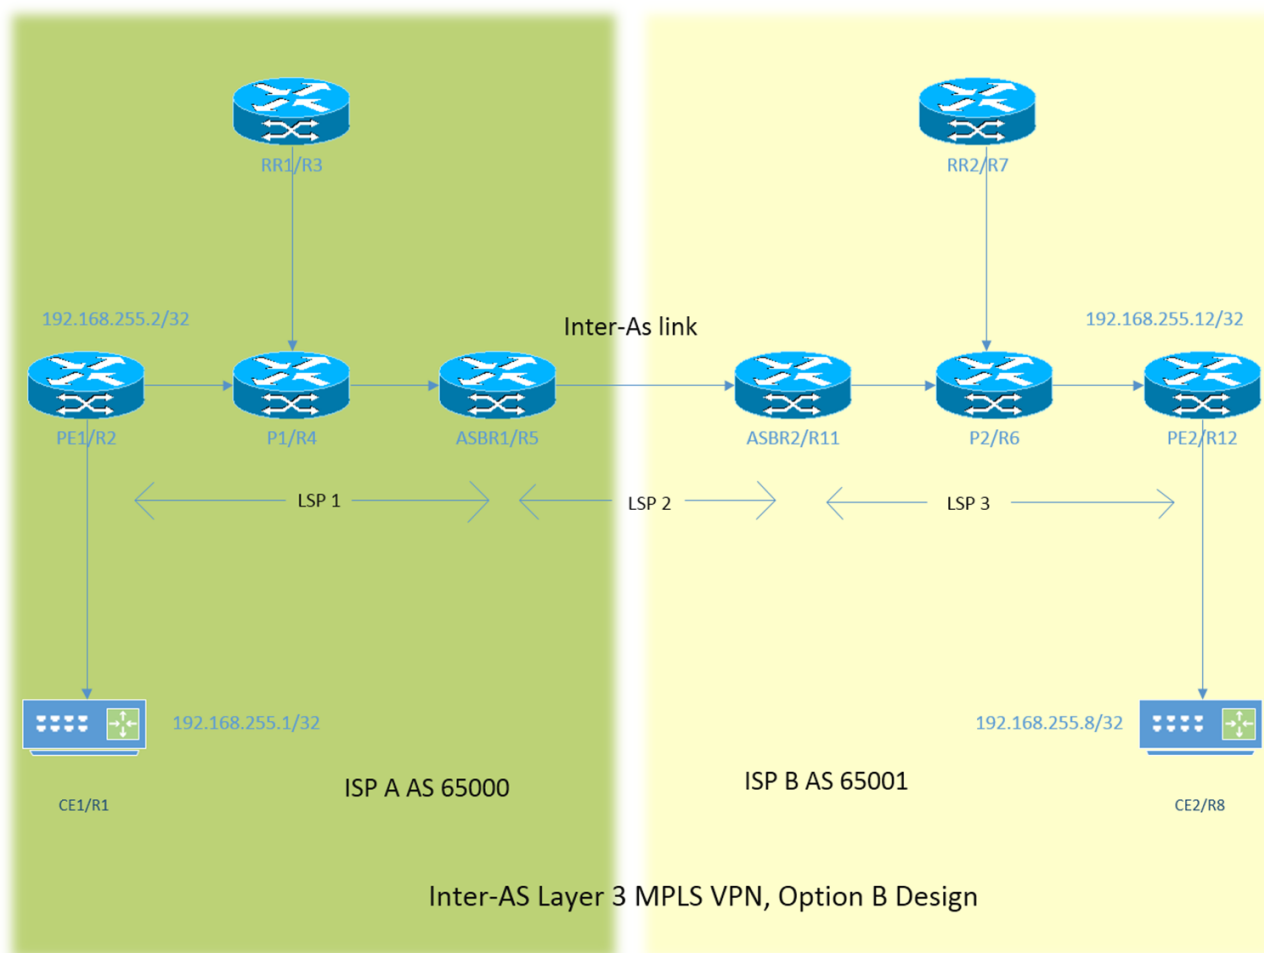 RR1/R3
RR2/R7
192.168.255.2/32
Inter-As link
192.168.255.12/32
PE1/R2
P1/R4
ASBR1/R5
ASBR2/R11
P2/R6
PE2/R12
LSP 1
LSP 2
LSP 3
192.168.255.1/32
192.168.255.8/32
ISP A AS 65000
ISP B AS 65001
CE1/R1
CE2/R8
Inter-AS Layer 3 MPLS VPN, Option B Design